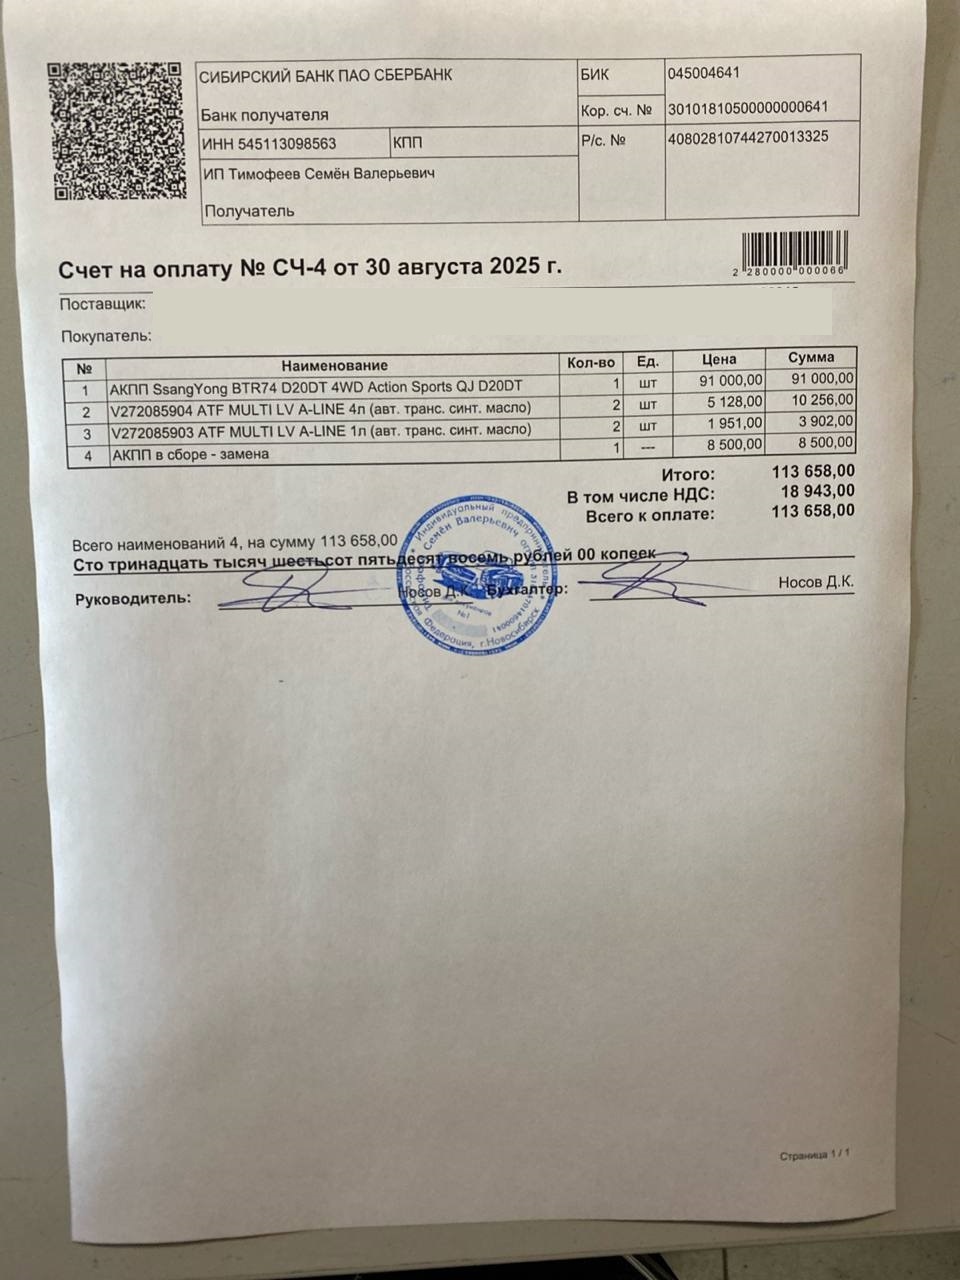 СИБИРСКИЙ БАНК ПАО СБЕРБАНК
БИК
045004641
Банк получателя
Кор. сч. №
30101810500000000641
ИНН 545113098563
КПП
Р/с. №
40802810744270013325
ИП Тимофеев Семён Валерьевич
Получатель
Счет на оплату № СЧ-4 от 30 августа 2025 г.
2 280000 000066
Поставщик:
Покупатель:
№ Наименование Кол-во Ед. Цена Сумма
1 АКПП SsangYong BTR74 D20DT 4WD Action Sports QJ D20DT 1 шт 91 000,00 91 000,00
2 V272085904 ATF MULTI LV A-LINE 4л (авт. транс. синт. масло) 2 шт 5 128,00 10 256,00
3 V272085903 ATF MULTI LV A-LINE 1л (авт. транс. синт. масло) 2 шт 1 951,00 3 902,00
4 АКПП в сборе - замена 1 --- 8 500,00 8 500,00
Итого: 113 658,00
В том числе НДС: 18 943,00
Всего к оплате: 113 658,00
Всего наименований 4, на сумму 113 658,00
Сто тринадцать тысяч шестьсот пятьдесят восемь рублей 00 копеек
Руководитель: Носов Д.К. Бухгалтер: Носов Д.К.
Индивидуальный предприниматель
Тимофеев Семён Валерьевич
Российская Федерация, г.Новосибирск
№1
Страница 1 / 1